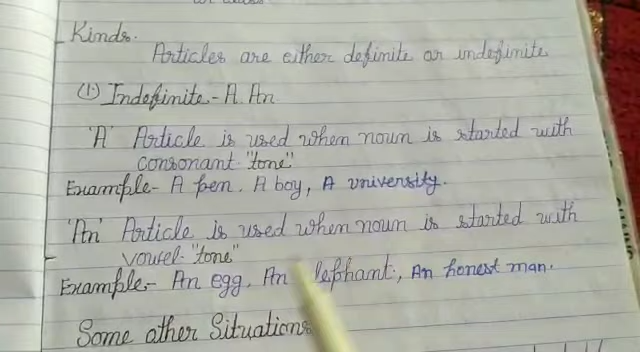 Kinds.
Articles are either definite or indefinite
(1) Indefinite - A. An
'A' Article is used when noun is started with
consonant "tone"
Example - A pen. A boy, A university.
'An' Article is used when noun is started with
vowel - "tone"
Example - An egg, An lephant, An honest man.
Some other Situations